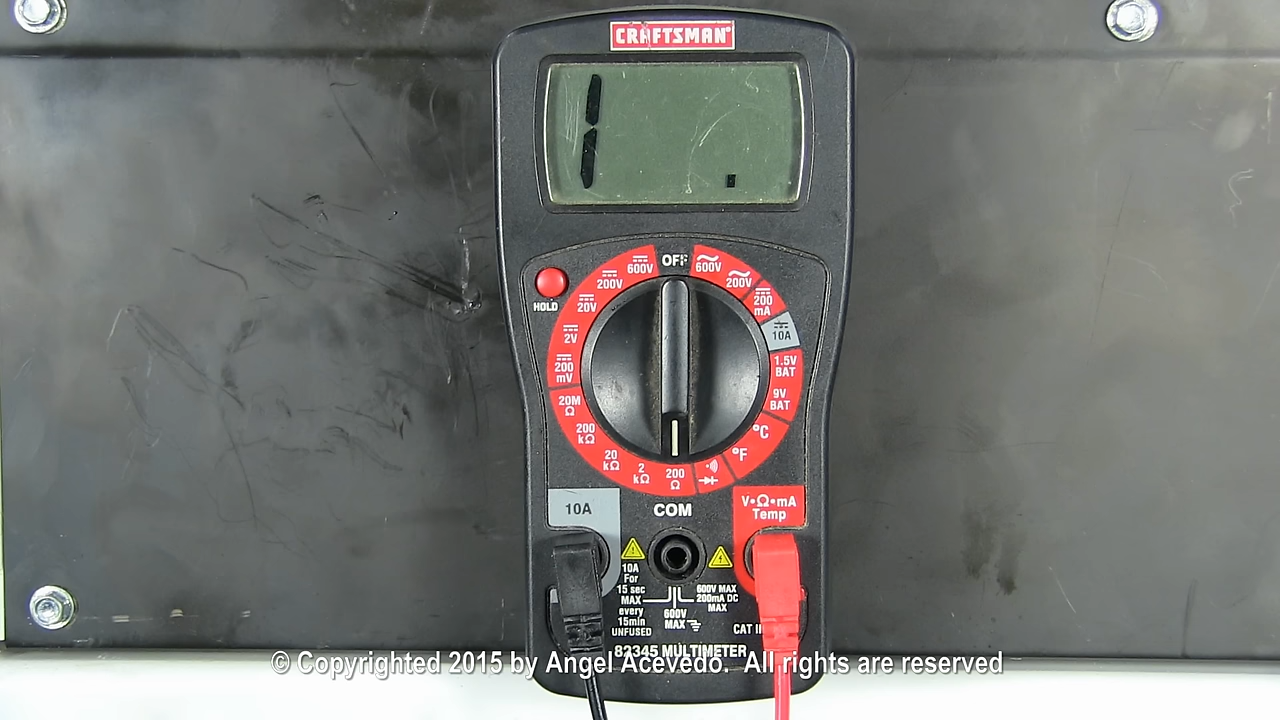 CRAFTSMAN®
1 .
OFF
600V
200V
20V
2V
200 mV
20M Ω
200 kΩ
20 kΩ
2 kΩ
200 Ω
600V
200V
200 mA
10A
1.5V BAT
9V BAT
°C
°F
HOLD
10A
COM
V•Ω•mA
Temp
10A
For
15 sec
MAX
every
15min
UNFUSED
600V
MAX
600V MAX
200mA DC
MAX
CAT II
82345 MULTIMETER
© Copyrighted 2015 by Angel Acevedo. All rights are reserved